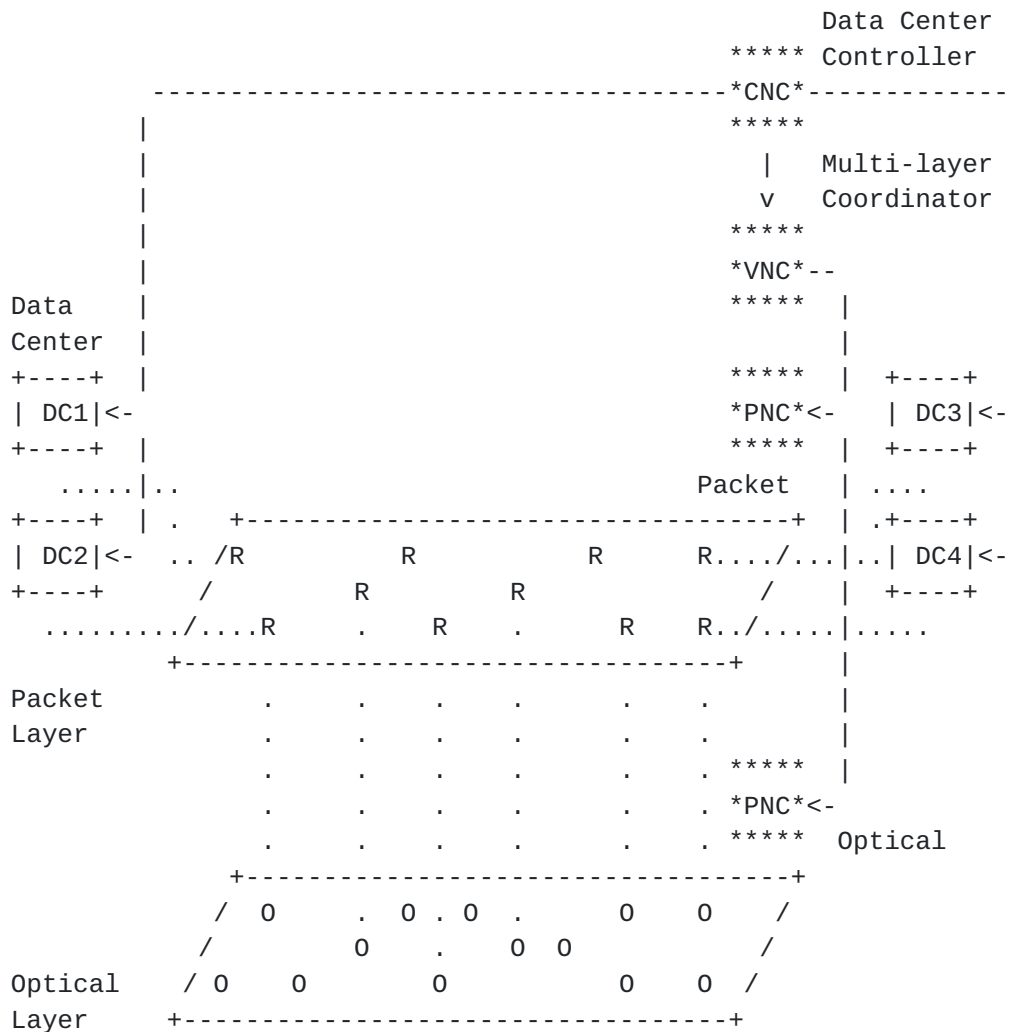 Data Center
                                              ***** Controller
         -------------------------------------*CNC*-------------
        |                                     *****
        |                                       |   Multi-layer
        |                                       v   Coordinator
        |                                     *****
        |                                     *VNC*--
Data    |                                     *****  |
Center  |                                            |
+----+  |                                     *****  |  +----+
| DC1|<-                                      *PNC*<-   | DC3|<-
+----+  |                                     *****  |  +----+
   .....|..                                 Packet   | ....
+----+  | .   +-----------------------------------+  | .+----+
| DC2|<-  .. /R          R           R      R..../...|..| DC4|<-
+----+      /         R         R               /    |  +----+
  ........./....R     .    R    .      R    R../.....|.....
          +-----------------------------------+      |
Packet          .     .    .    .      .    .        |
Layer           .     .    .    .      .    .        |
                .     .    .    .      .    . *****  |
                .     .    .    .      .    . *PNC*<-
                .     .    .    .      .    . *****  Optical
              +-----------------------------------+
             /  O     .  O . O  .      O    O    /
            /         O    .    O  O            /
Optical    / O    O        O           O    O  /
Layer     +-----------------------------------+